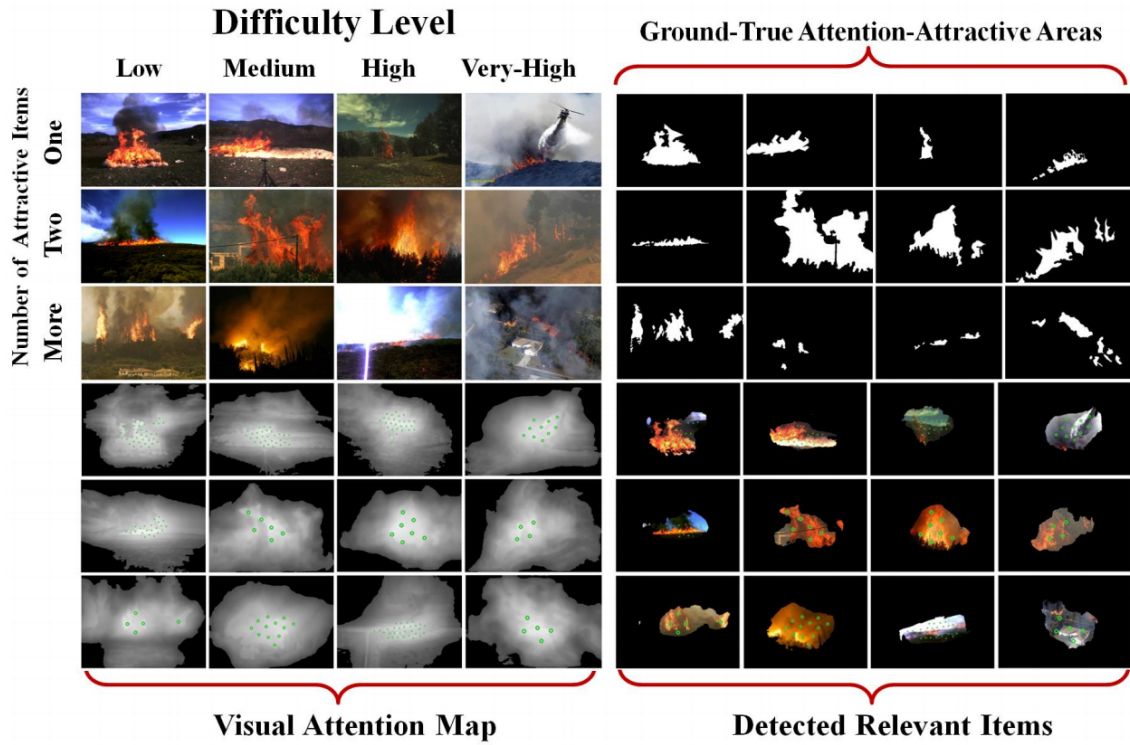 Difficulty Level
Ground-True Attention-Attractive Areas
Low Medium High Very-High
Number of Attractive Items
One
Two
More
Visual Attention Map
Detected Relevant Items